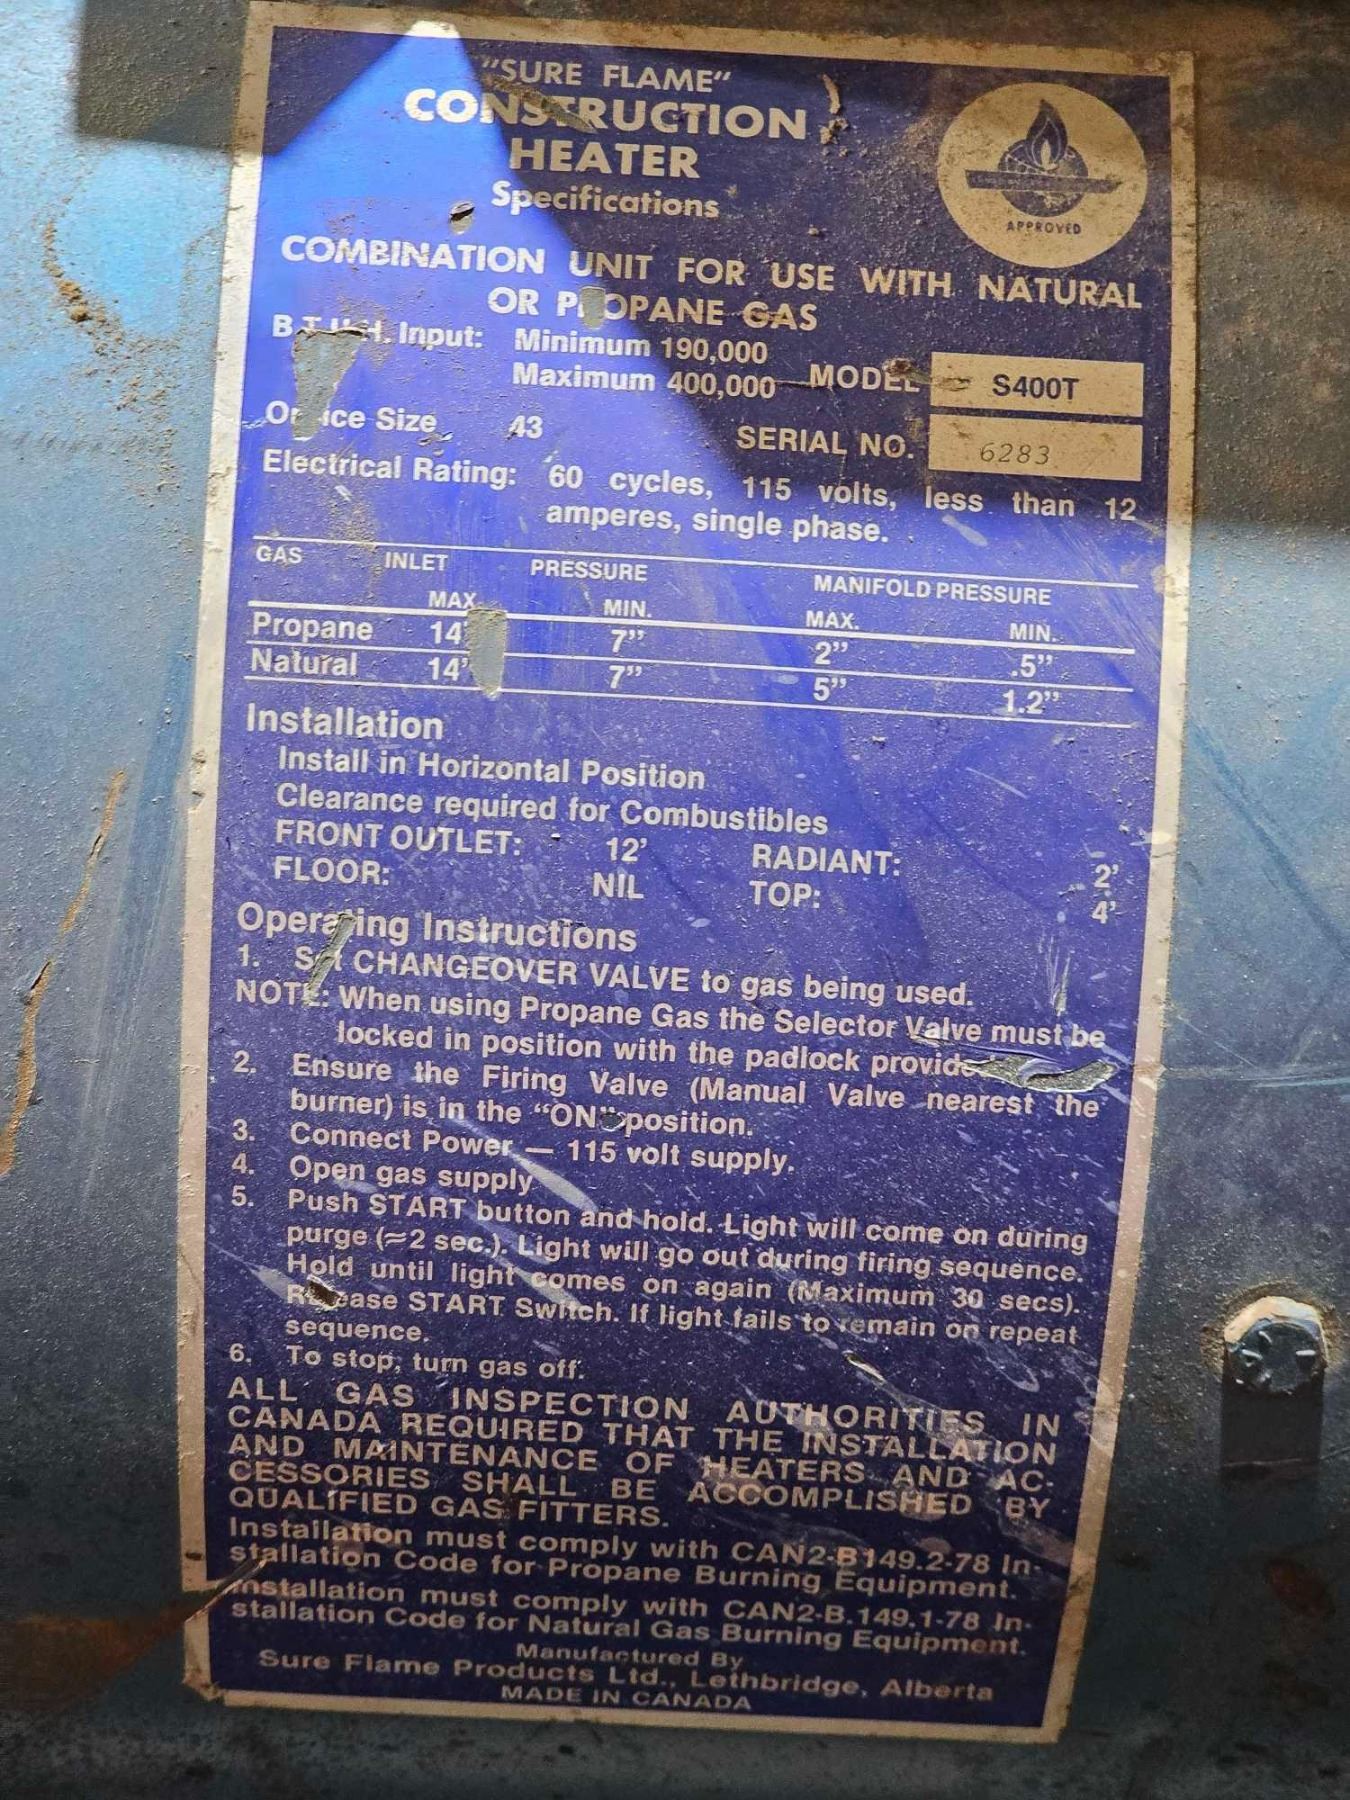 "SURE FLAME"
CONSTRUCTION
HEATER
Specifications
APPROVED
COMBINATION UNIT FOR USE WITH NATURAL
OR PROPANE GAS
B.T.U.H. Input: Minimum 190,000
Maximum 400,000 MODEL S400T
Orifice Size 43
SERIAL NO. 6283
Electrical Rating: 60 cycles, 115 volts, less than 12
amperes, single phase.
GAS INLET PRESSURE MANIFOLD PRESSURE
MAX. MIN. MAX. MIN.
Propane 14" 7" 2" .5"
Natural 14" 7" 5" 1.2"
Installation
Install in Horizontal Position
Clearance required for Combustibles
FRONT OUTLET: 12' RADIANT: 2'
FLOOR: NIL TOP: 4'
Operating Instructions
1. Set CHANGEOVER VALVE to gas being used.
NOTE: When using Propane Gas the Selector Valve must be
locked in position with the padlock
2. Ensure the Firing Valve (Manual Valve nearest the
burner) is in the "ON" position.
3. Connect Power — 115 volt supply.
4. Open gas supply
5. Push START button and hold. Light will come on during
purge (≈2 sec.). Light will go out during firing sequence.
Hold until light comes on again (Maximum 30 secs).
Release START Switch. If light fails to remain on repeat
sequence.
6. To stop, turn gas off.
ALL GAS INSPECTION AUTHORITIES IN
CANADA REQUIRED THAT THE INSTALLATION
AND MAINTENANCE OF HEATERS AND AC-
CESSORIES SHALL BE ACCOMPLISHED BY
QUALIFIED GAS FITTERS.
Installation must comply with CAN2-B149.2-78 In-
stallation Code for Propane Burning Equipment.
Installation must comply with CAN2-B.149.1-78 In-
stallation Code for Natural Gas Burning Equipment.
Manufactured By
Sure Flame Products Ltd., Lethbridge, Alberta
MADE IN CANADA